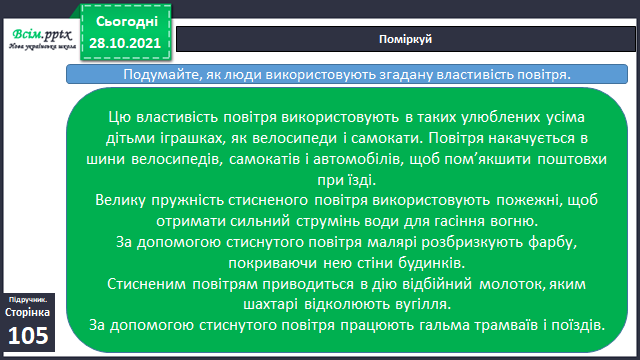 Всім.pptx
Нова українська школа
Сьогодні
28.10.2021
Поміркуй
Подумайте, як люди використовують згадану властивість повітря.
Цю властивість повітря використовують в таких улюблених усіма
дітьми іграшках, як велосипеди і самокати. Повітря накачується в
шини велосипедів, самокатів і автомобілів, щоб пом’якшити поштовхи
при їзді.
Велику пружність стисненого повітря використовують пожежні, щоб
отримати сильний струмінь води для гасіння вогню.
За допомогою стиснутого повітря малярі розбризкують фарбу,
покриваючи нею стіни будинків.
Стисненим повітрям приводиться в дію відбійний молоток, яким
шахтарі відколюють вугілля.
За допомогою стиснутого повітря працюють гальма трамваїв і поїздів.
Підручник.
Сторінка
105